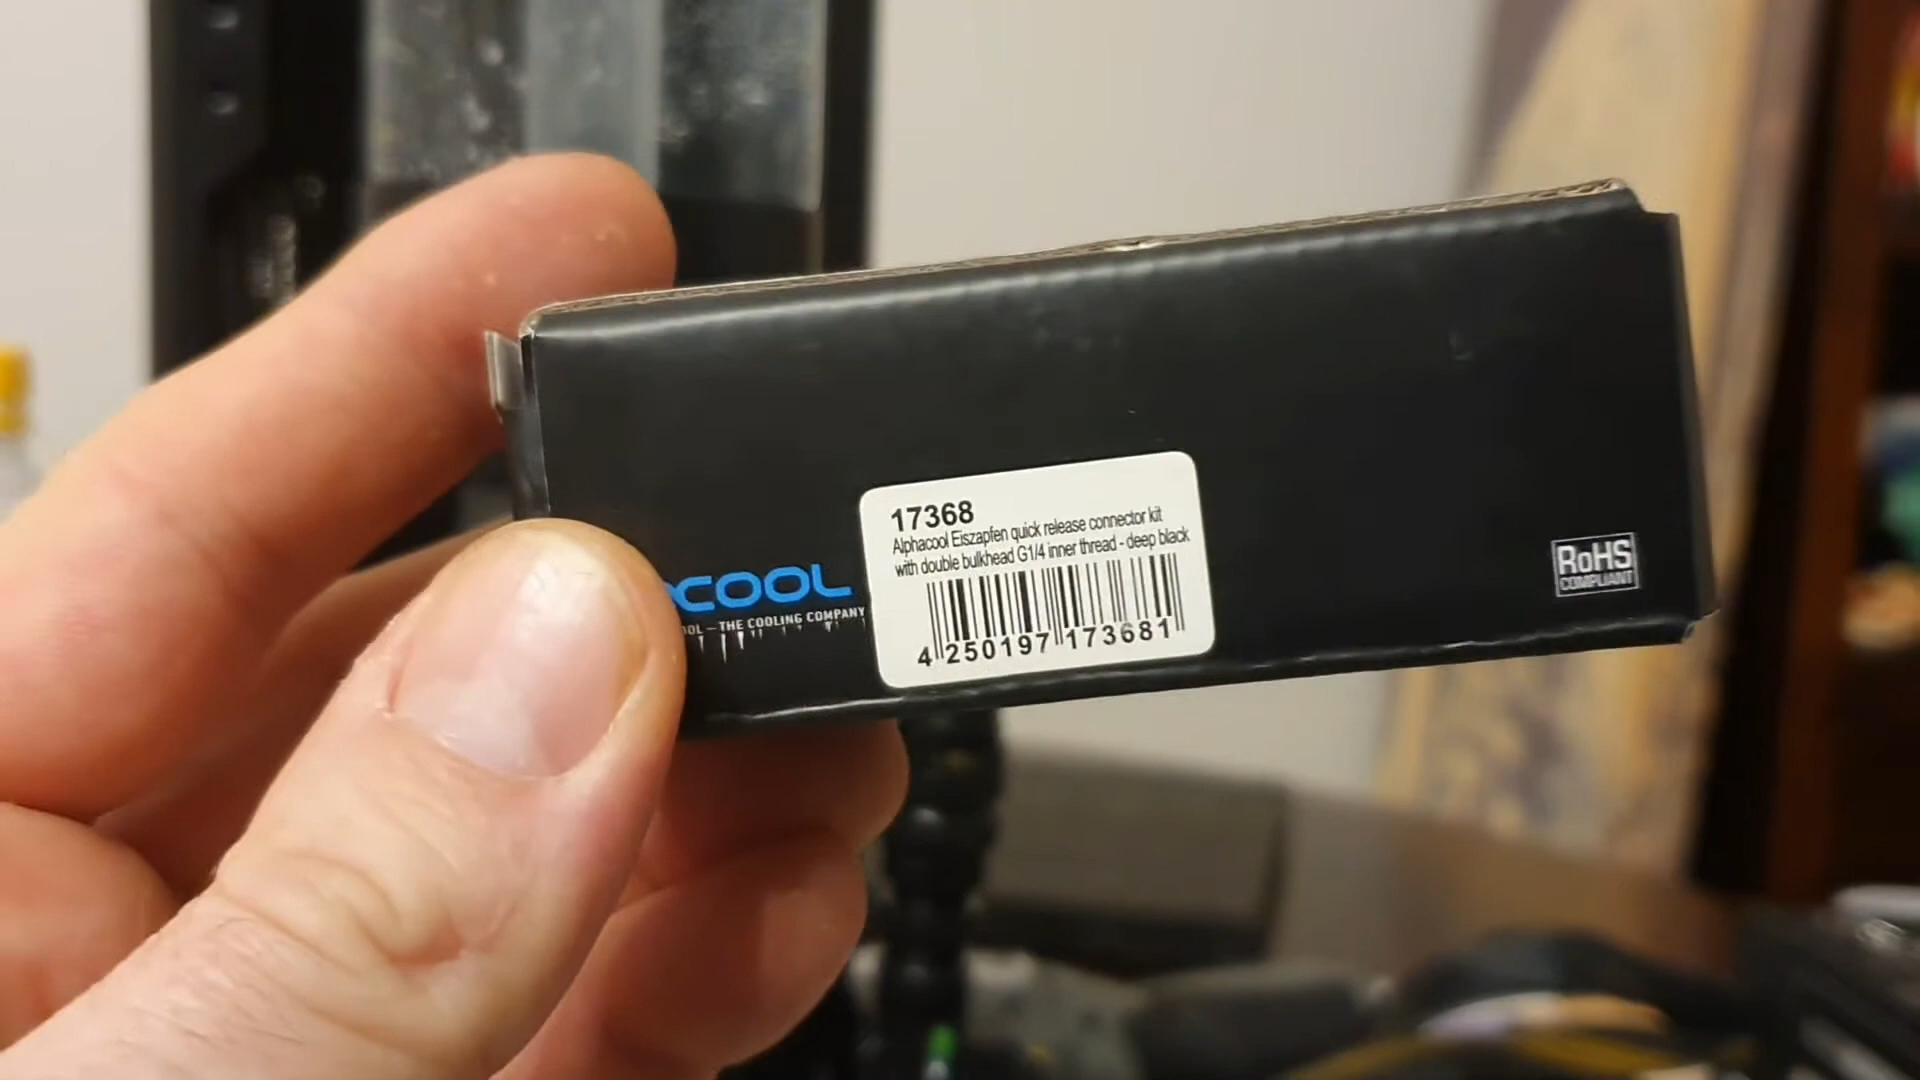 17368
Alphacool Eiszapfen quick release connector kit
with double bulkhead G1/4 inner thread - deep black
4 250197 173681
COOL
OL – THE COOLING COMPANY
RoHS
COMPLIANT